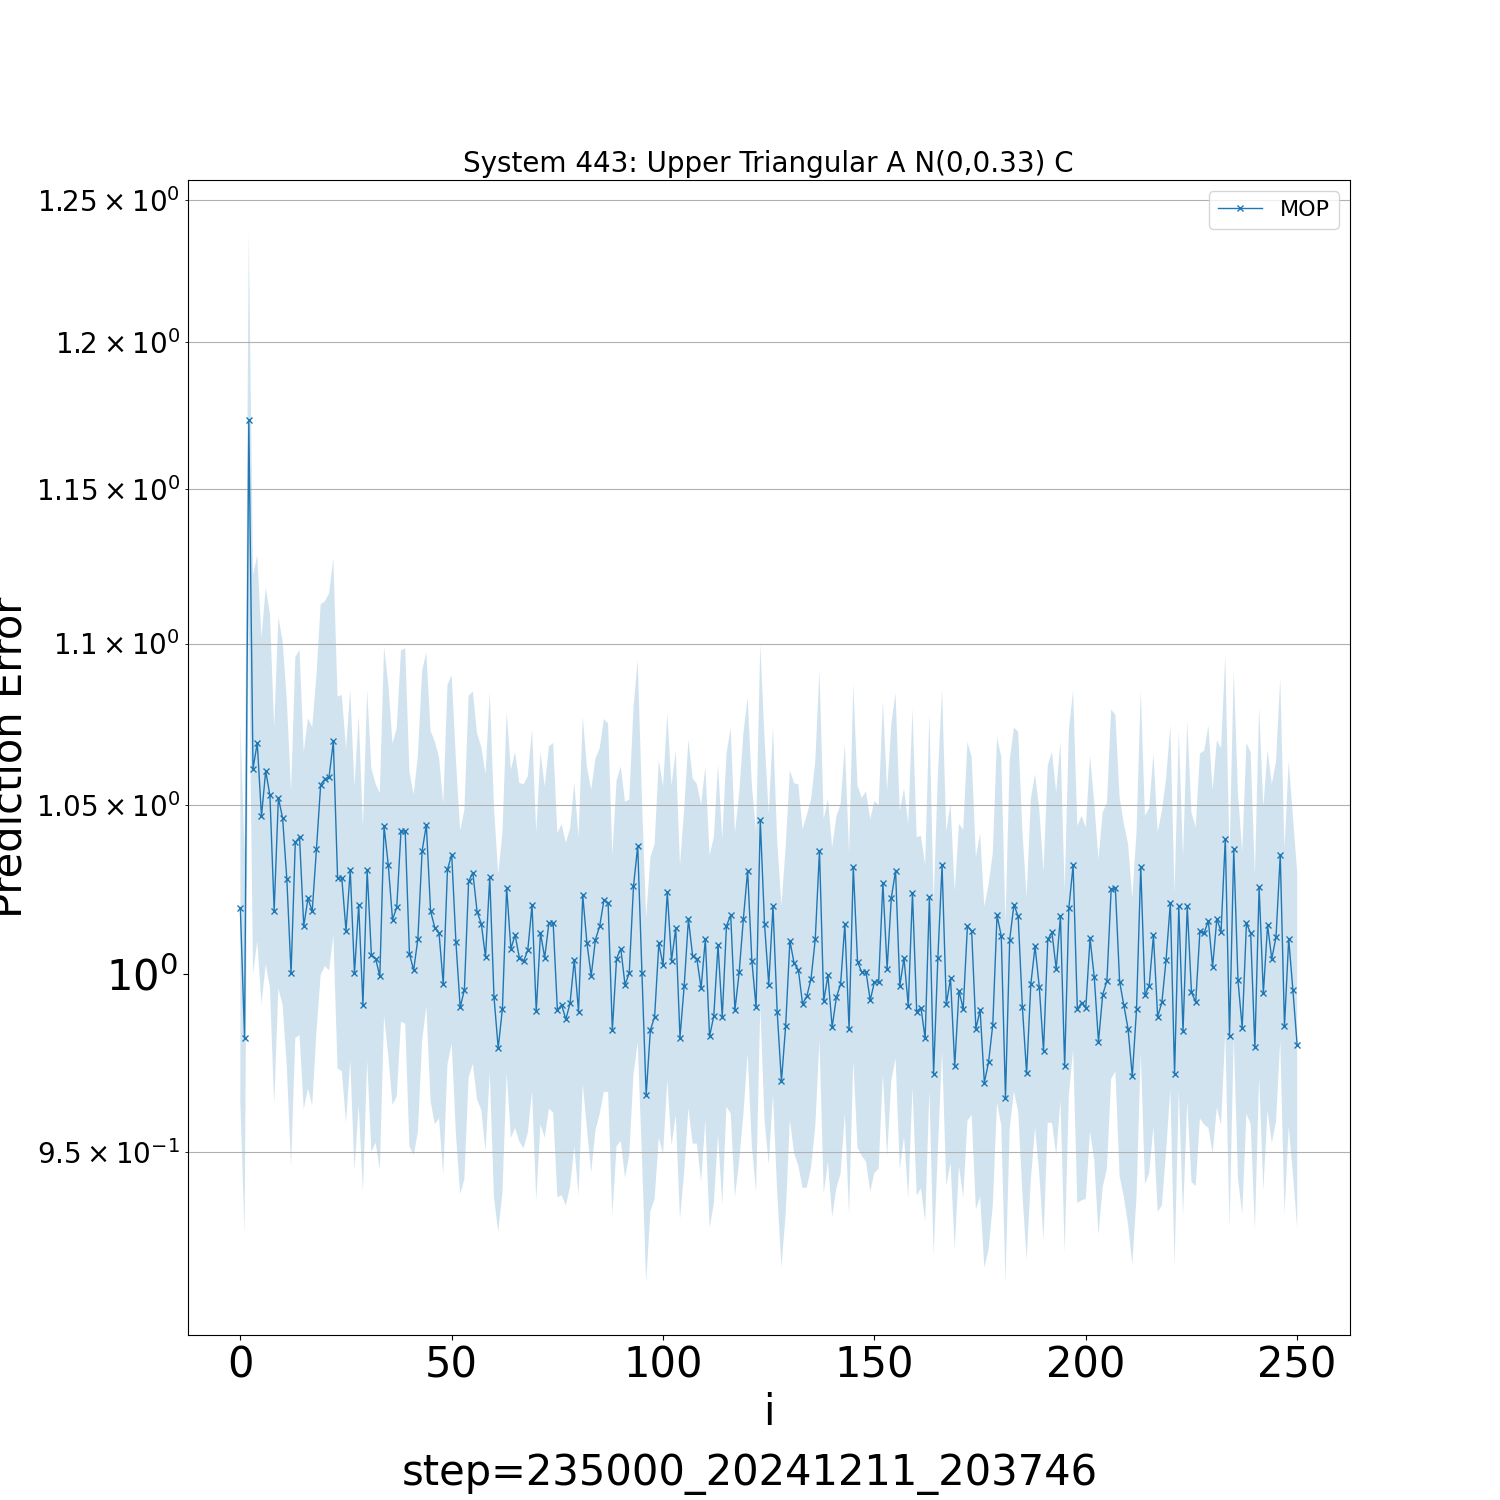 System 443: Upper Triangular A N(0,0.33) C
MOP
1.25 × 10⁰
1.2 × 10⁰
1.15 × 10⁰
1.1 × 10⁰
1.05 × 10⁰
10⁰
9.5 × 10⁻¹
Prediction Error
0 50 100 150 200 250
i
step=235000_20241211_203746